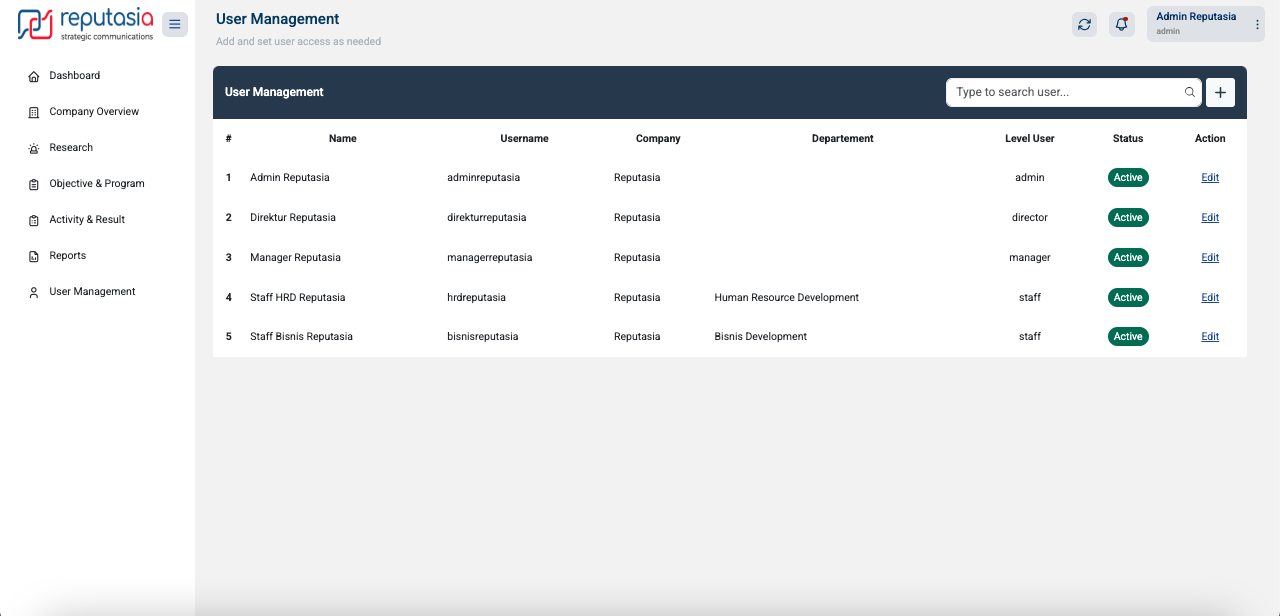 reputasia
strategic communications
Dashboard
Company Overview
Research
Objective & Program
Activity & Result
Reports
User Management
User Management
Add and set user access as needed
Admin Reputasia
admin
User Management
Type to search user...
# Name Username Company Departement Level User Status Action
1 Admin Reputasia adminreputasia Reputasia admin Active Edit
2 Direktur Reputasia direkturreputasia Reputasia director Active Edit
3 Manager Reputasia managerreputasia Reputasia manager Active Edit
4 Staff HRD Reputasia hrdreputasia Reputasia Human Resource Development staff Active Edit
5 Staff Bisnis Reputasia bisnisreputasia Reputasia Bisnis Development staff Active Edit